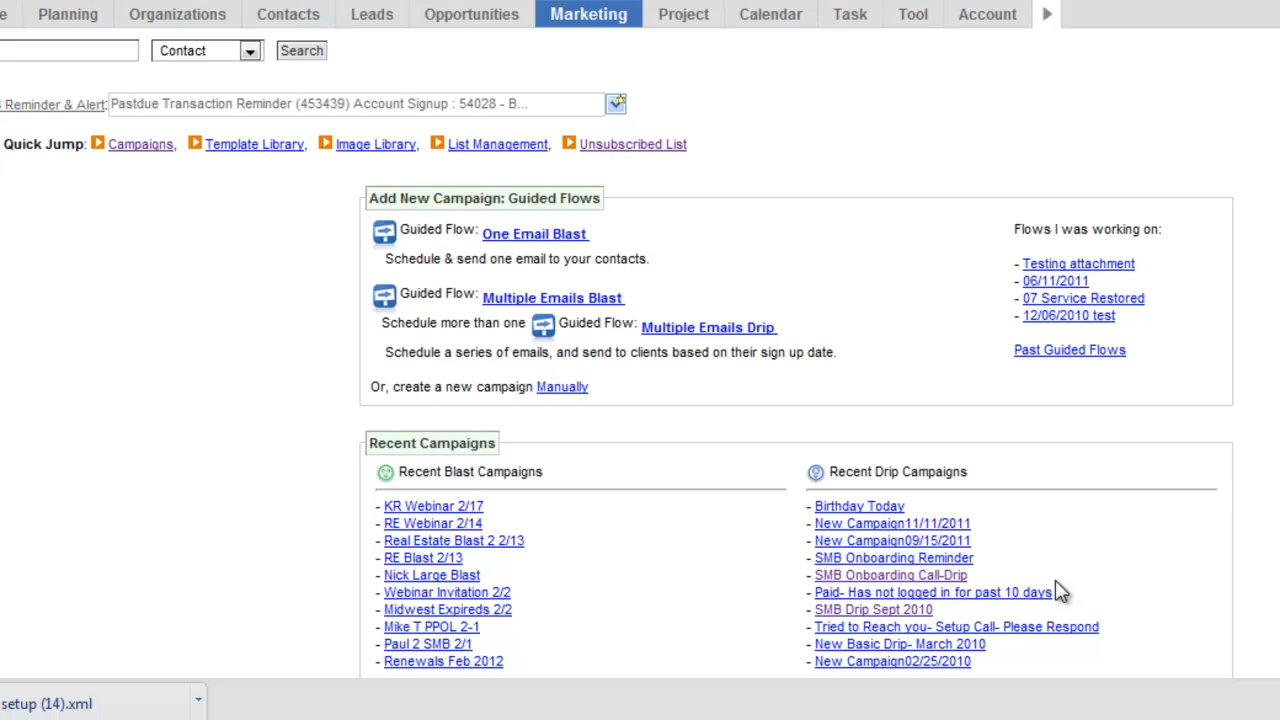 e Planning Organizations Contacts Leads Opportunities Marketing Project Calendar Task Tool Account
Contact Search
Reminder & Alert: Pastdue Transaction Reminder (453439) Account Signup : 54028 - B...
Quick Jump: Campaigns, Template Library, Image Library, List Management, Unsubscribed List
Add New Campaign: Guided Flows
Guided Flow: One Email Blast
Schedule & send one email to your contacts.
Guided Flow: Multiple Emails Blast
Schedule more than one Guided Flow: Multiple Emails Drip
Schedule a series of emails, and send to clients based on their sign up date.
Or, create a new campaign Manually
Flows I was working on:
- Testing attachment
- 06/11/2011
- 07 Service Restored
- 12/06/2010 test
Past Guided Flows
Recent Campaigns
Recent Blast Campaigns
- KR Webinar 2/17
- RE Webinar 2/14
- Real Estate Blast 2 2/13
- RE Blast 2/13
- Nick Large Blast
- Webinar Invitation 2/2
- Midwest Expireds 2/2
- Mike T PPOL 2-1
- Paul 2 SMB 2/1
- Renewals Feb 2012
Recent Drip Campaigns
- Birthday Today
- New Campaign11/11/2011
- New Campaign09/15/2011
- SMB Onboarding Reminder
- SMB Onboarding Call-Drip
- Paid- Has not logged in for past 10 days
- SMB Drip Sept 2010
- Tried to Reach you- Setup Call- Please Respond
- New Basic Drip- March 2010
- New Campaign02/25/2010
setup (14).xml